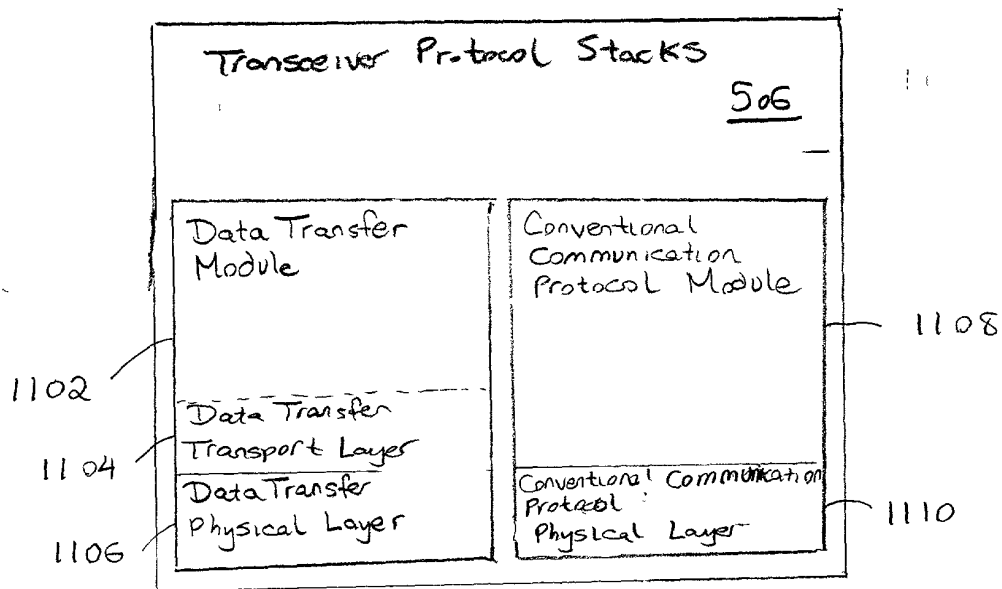 Transceiver Protocol Stacks
506
Data Transfer
Module
1102
Data Transfer
Transport Layer
1104
Data Transfer
Physical Layer
1106
Conventional
Communication
Protocol Module
1108
Conventional Communication
Protocol
Physical Layer
1110